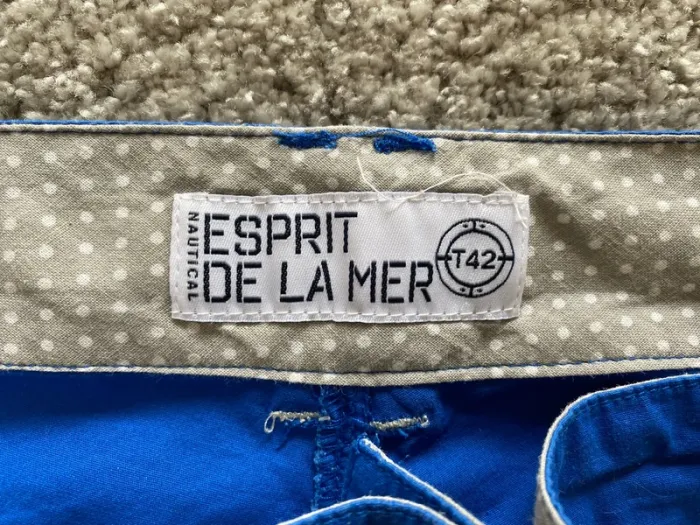 NAUTICAL
ESPRIT
DE LA MER
T42